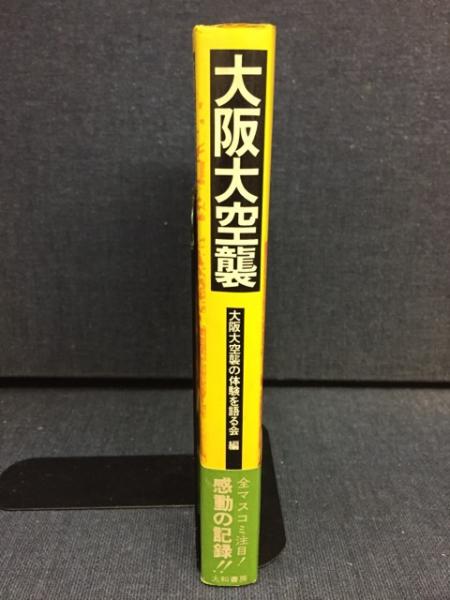 大阪大空襲
大阪大空襲の体験を語る会 編
全マスコミ注目!
感動の記録!!
大和書房